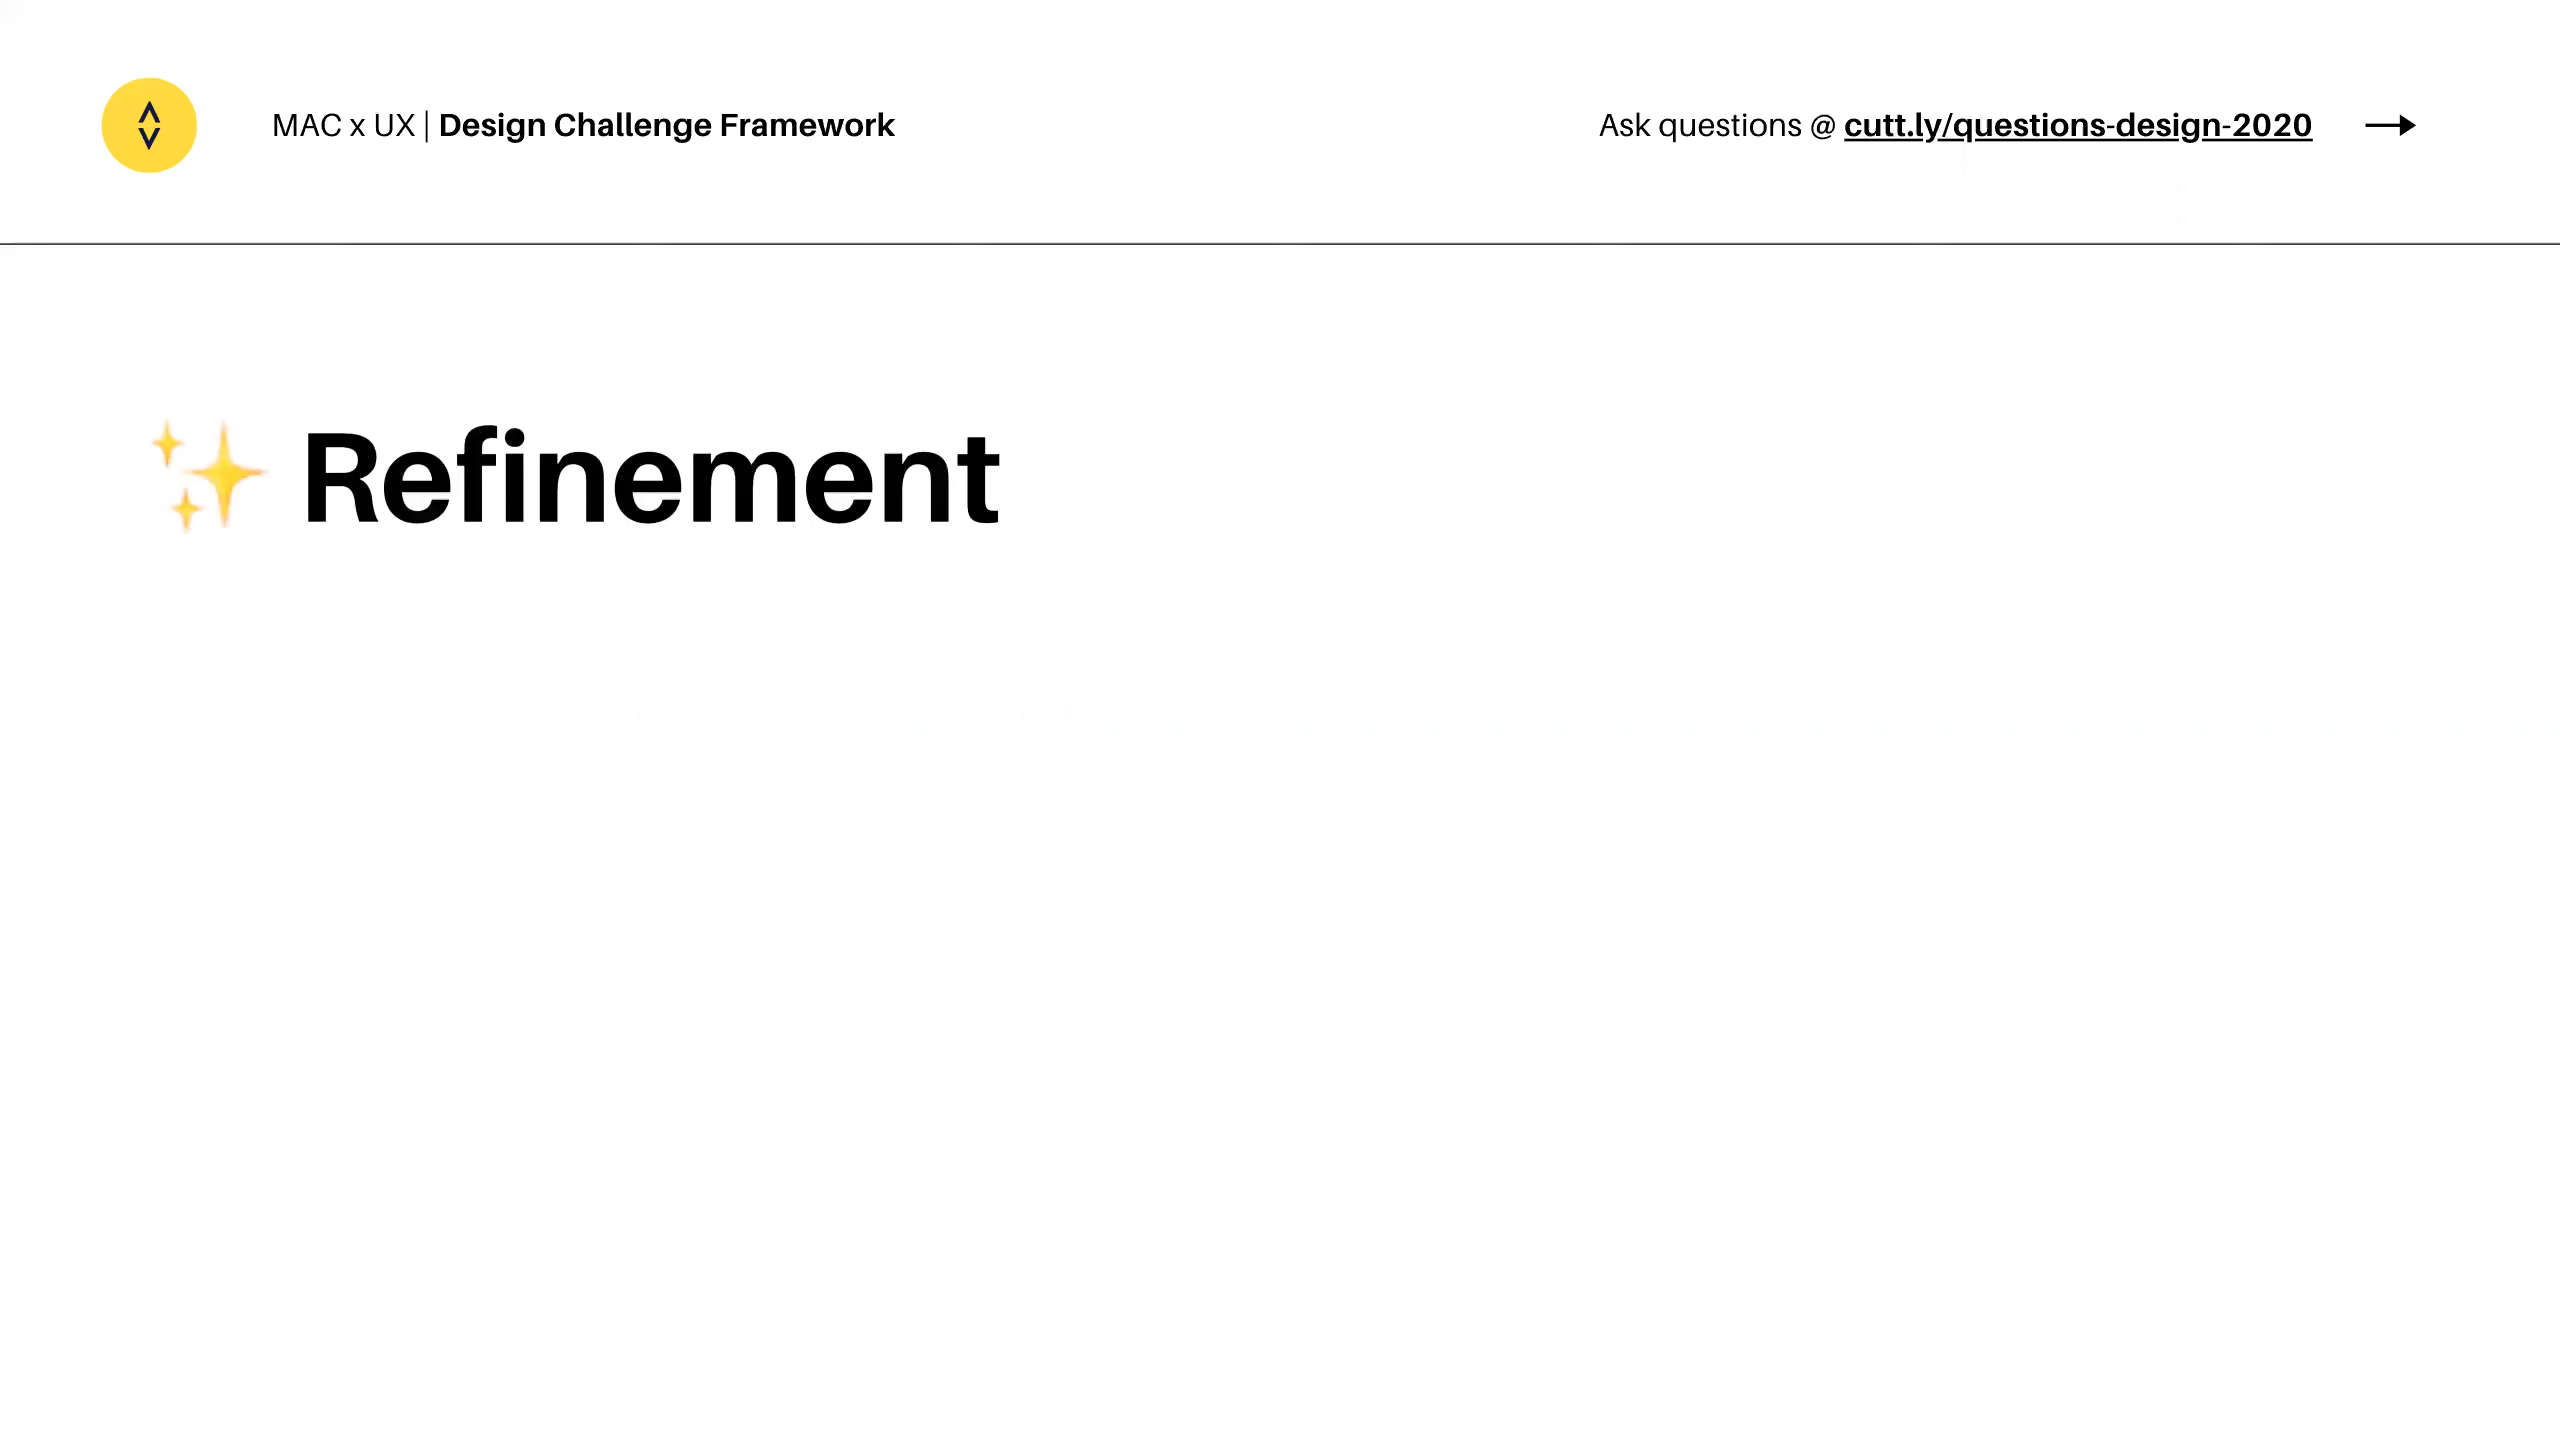 MAC x UX | Design Challenge Framework
Ask questions @ cutt.ly/questions-design-2020
✨ Refinement